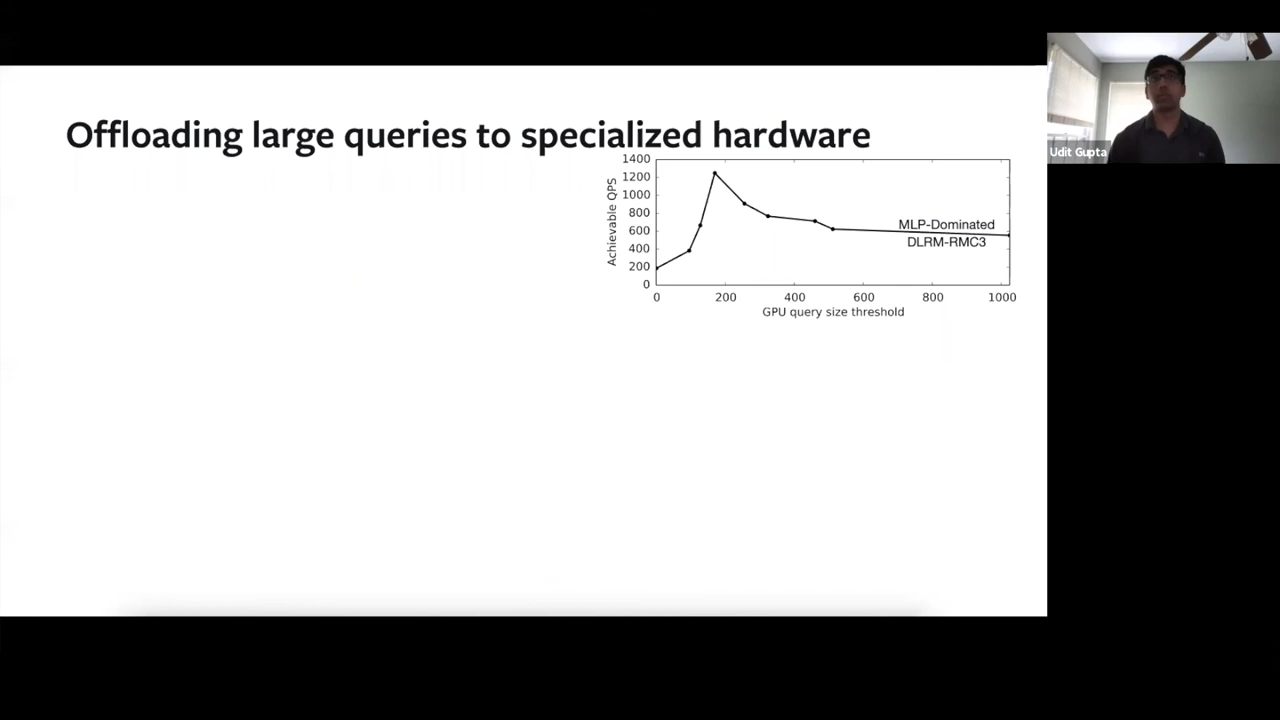 Offloading large queries to specialized hardware
Udit Gupta
1400
1200
1000
800
600
400
200
0
Achievable QPS
MLP-Dominated
DLRM-RMC3
0 200 400 600 800 1000
GPU query size threshold